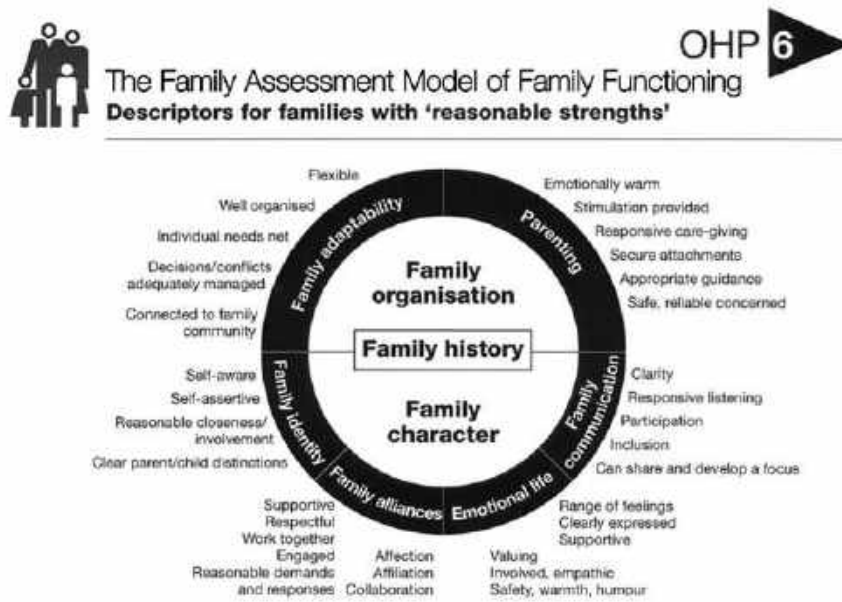 OHP 6
The Family Assessment Model of Family Functioning
Descriptors for families with ‘reasonable strengths’
Flexible
Well organised
Individual needs net
Decisions/conflicts
adequately managed
Connected to family
community
Family adaptability
Parenting
Emotionally warm
Stimulation provided
Responsive care-giving
Secure attachments
Appropriate guidance
Safe, reliable concerned
Family
organisation
Family history
Family
character
Self-aware
Self-assertive
Reasonable closeness/
involvement
Clear parent/child distinctions
Family identity
Family
communication
Clarity
Responsive listening
Participation
Inclusion
Can share and develop a focus
Family alliances
Emotional life
Supportive
Respectful
Work together
Engaged
Reasonable demands
and responses
Affection
Affiliation
Collaboration
Valuing
Involved, empathic
Safety, warmth, humpur
Range of feelings
Clearly expressed
Supportive